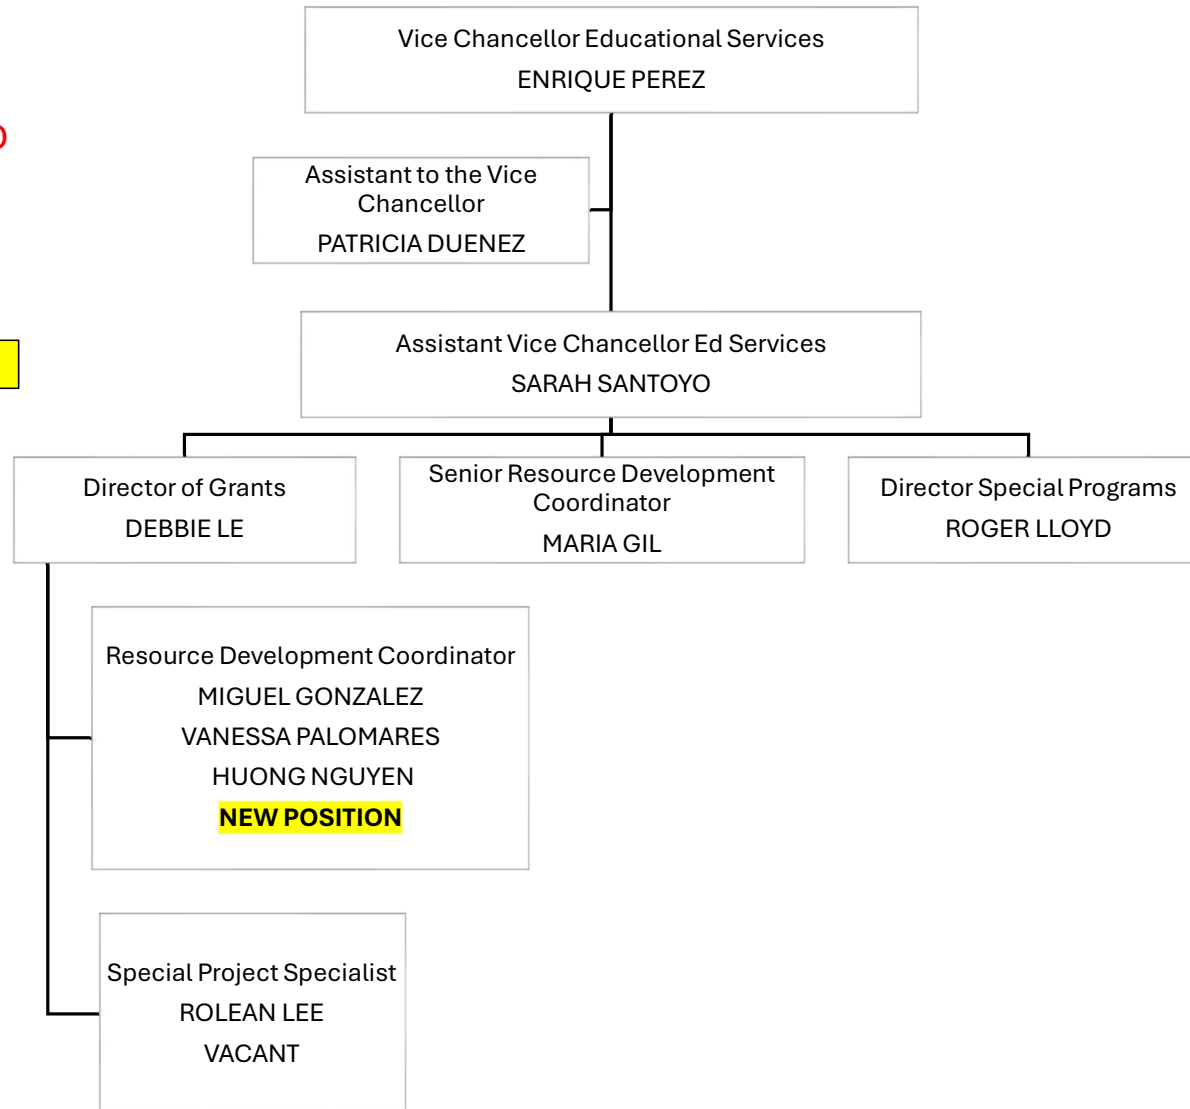 Vice Chancellor Educational Services
ENRIQUE PEREZ
Assistant to the Vice
Chancellor
PATRICIA DUENEZ
Assistant Vice Chancellor Ed Services
SARAH SANTOYO
Director of Grants
DEBBIE LE
Senior Resource Development
Coordinator
MARIA GIL
Director Special Programs
ROGER LLOYD
Resource Development Coordinator
MIGUEL GONZALEZ
VANESSA PALOMARES
HUONG NGUYEN
NEW POSITION
Special Project Specialist
ROLEAN LEE
VACANT